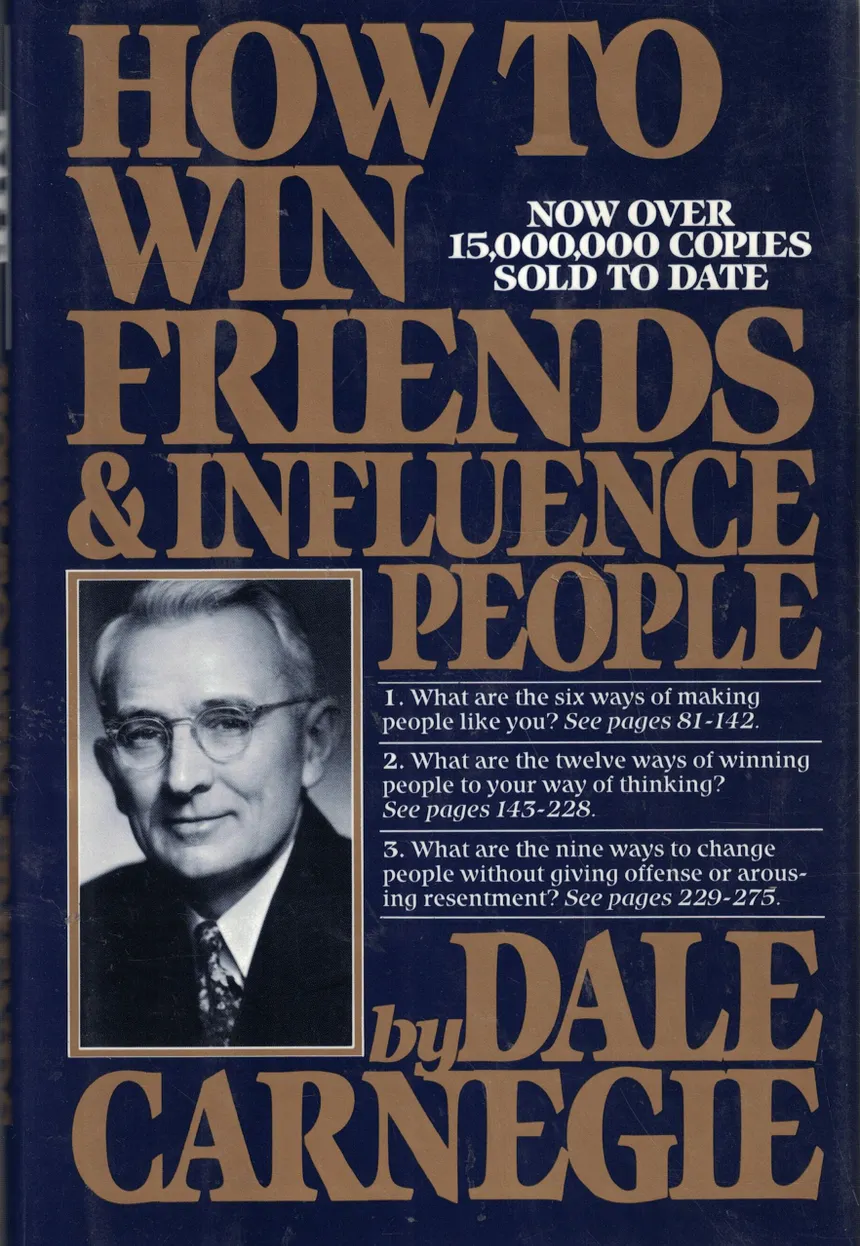 HOW TO
WIN
NOW OVER
15,000,000 COPIES
SOLD TO DATE
FRIENDS
& INFLUENCE
PEOPLE
1. What are the six ways of making
people like you? See pages 81-142.
2. What are the twelve ways of winning
people to your way of thinking?
See pages 143-228.
3. What are the nine ways to change
people without giving offense or arous-
ing resentment? See pages 229-275.
by DALE
CARNEGIE